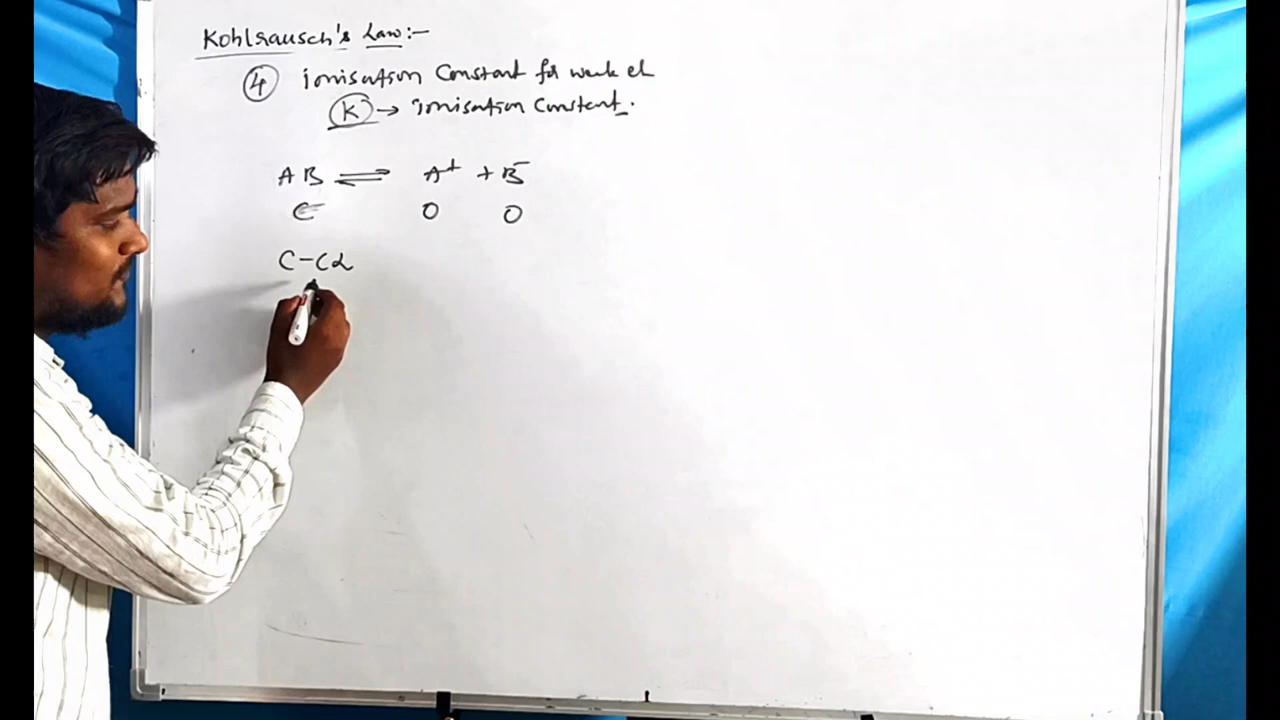 Kohlrausch's Law:-
④ ionisation Constant for weak el
K → ionisation Constant.
AB ⇌ A⁺ + B⁻
C 0 0
C-Cα